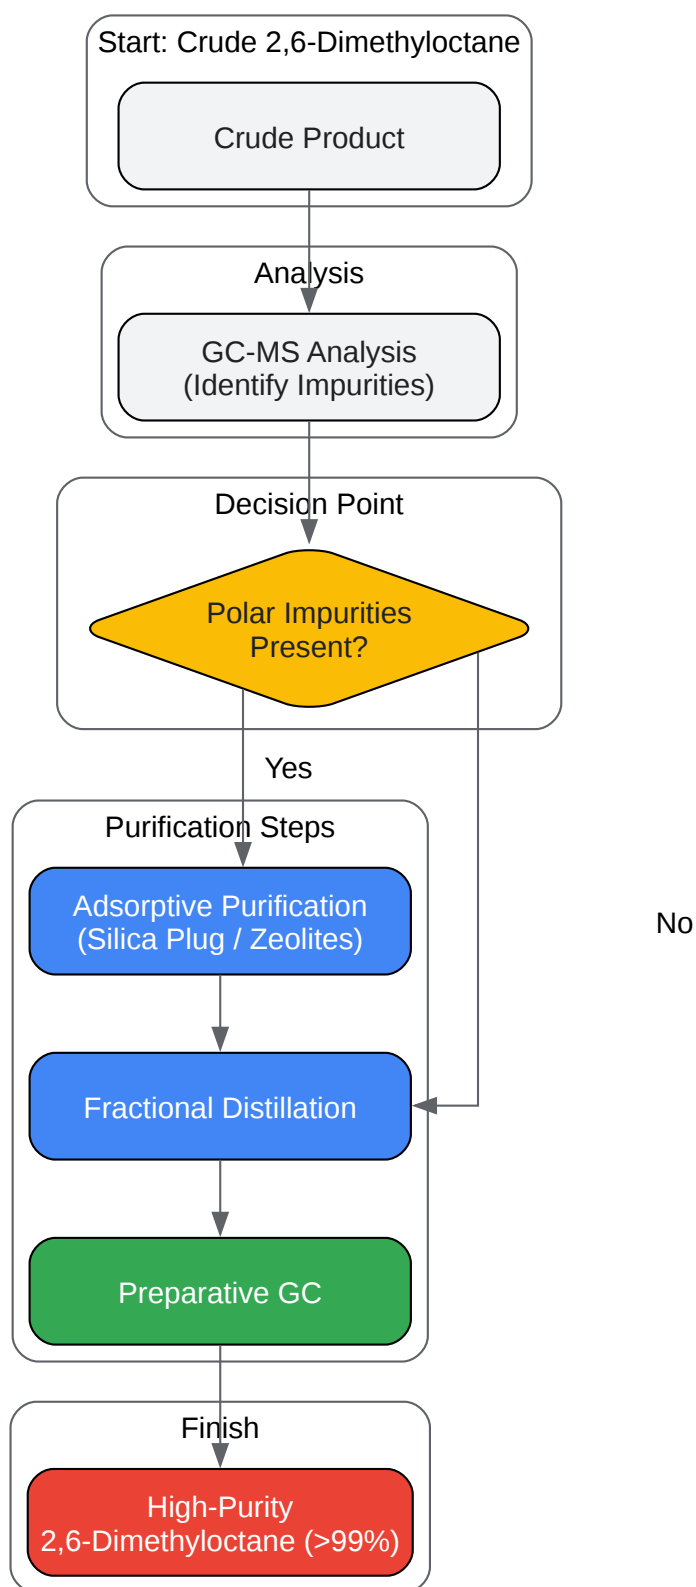 Start: Crude 2,6-Dimethyloctane
Crude Product
Analysis
GC-MS Analysis
(Identify Impurities)
Decision Point
Polar Impurities
Present?
Yes
Purification Steps
Adsorptive Purification
(Silica Plug / Zeolites)
No
Fractional Distillation
Preparative GC
Finish
High-Purity
2,6-Dimethyloctane (>99%)